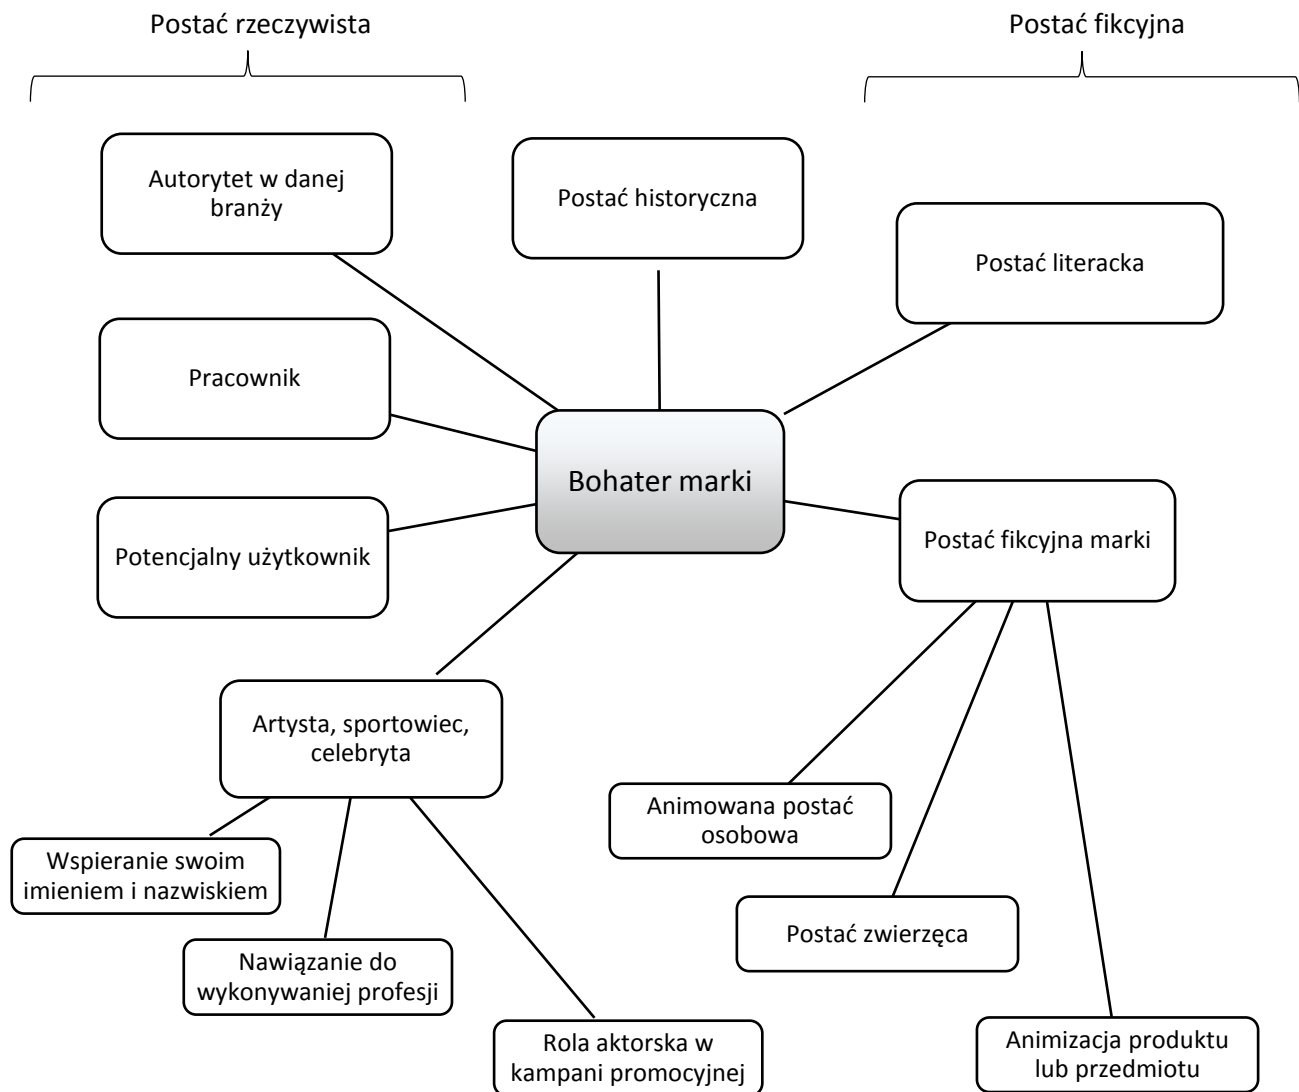 Postać rzeczywista
Postać fikcyjna
Autorytet w danej
branży
Postać historyczna
Postać literacka
Pracownik
Bohater marki
Potencjalny użytkownik
Postać fikcyjna marki
Artysta, sportowiec,
celebryta
Animowana postać
osobowa
Wspieranie swoim
imieniem i nazwiskiem
Postać zwierzęca
Nawiązanie do
wykonywaniej profesji
Rola aktorska w
kampani promocyjnej
Animizacja produktu
lub przedmiotu